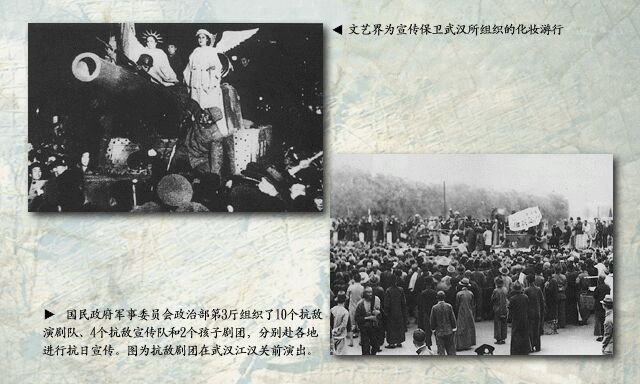 ◀ 文艺界为宣传保卫武汉所组织的化妆游行
▶ 国民政府军事委员会政治部第3厅组织了10个抗敌
演剧队、4个抗敌宣传队和2个孩子剧团，分别赴各地
进行抗日宣传。图为抗敌剧团在武汉江汉关前演出。